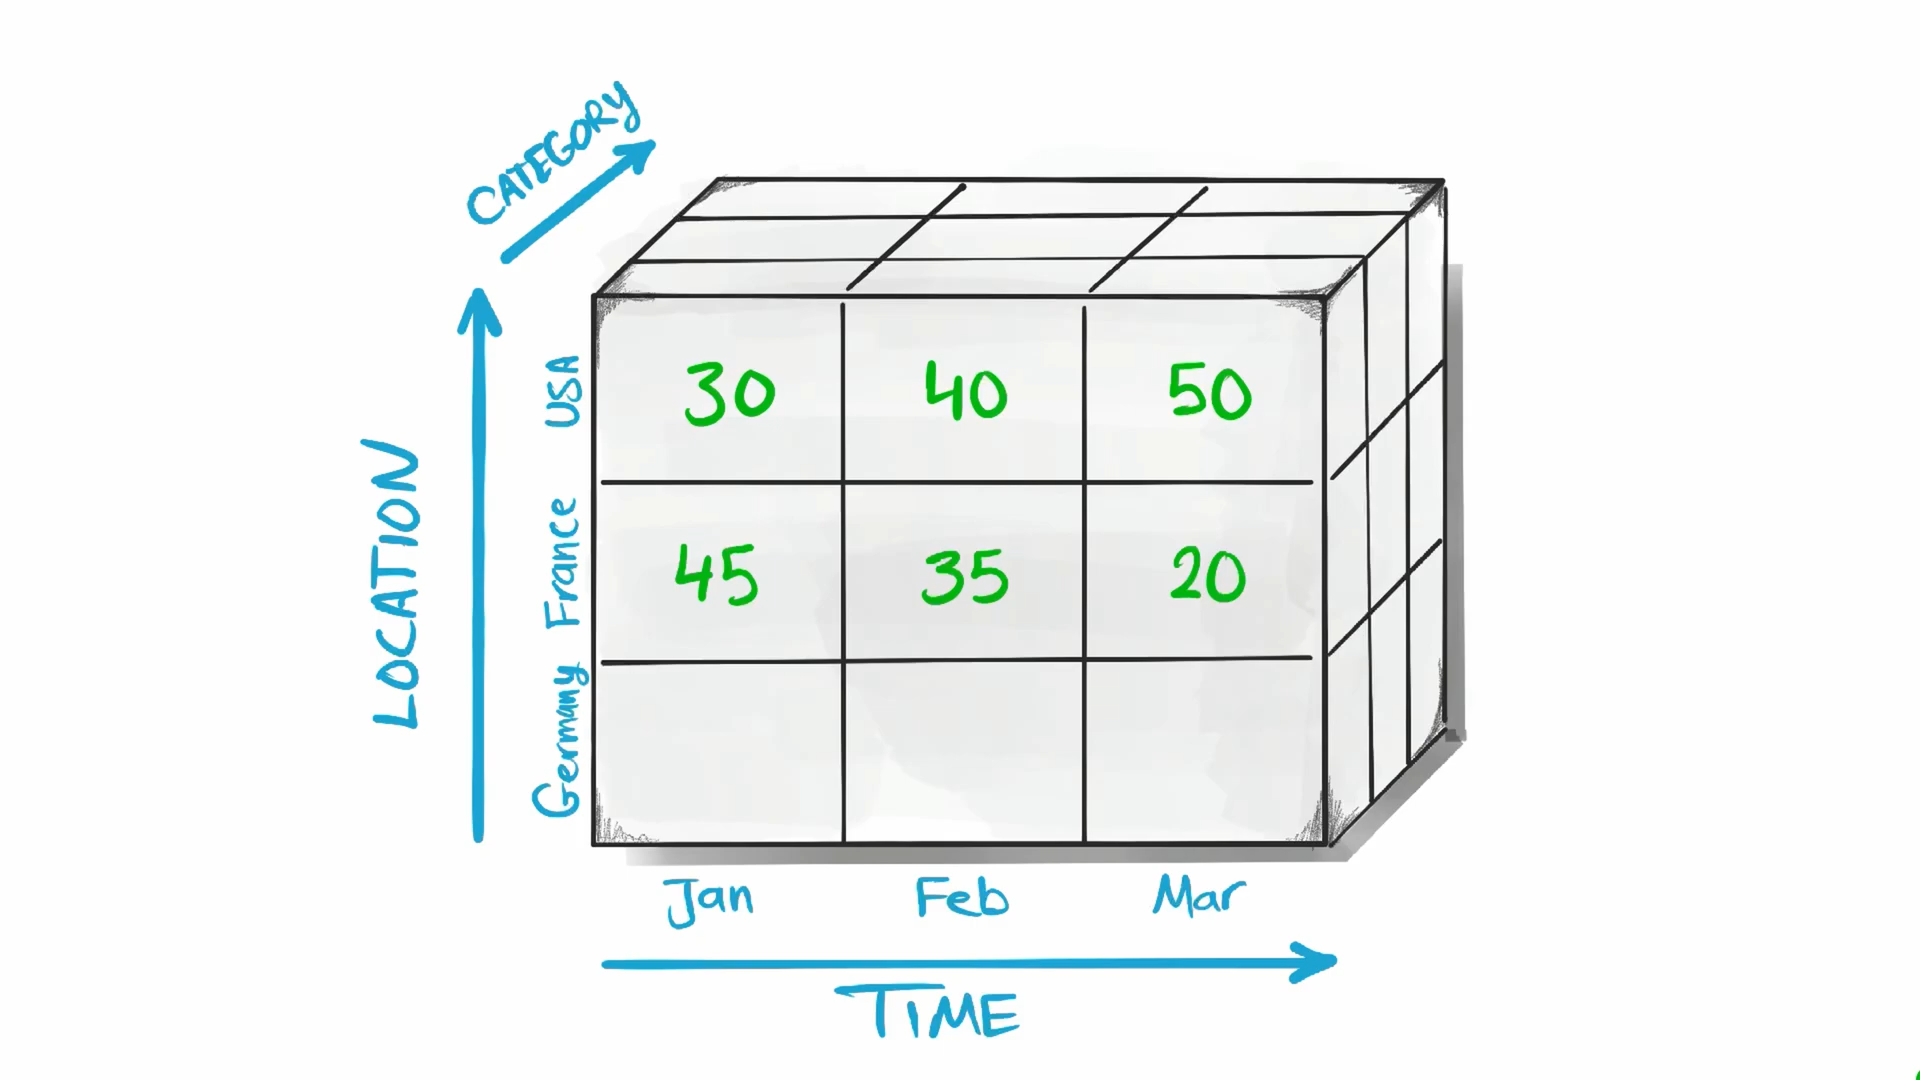 CATEGORY
LOCATION
USA 30 40 50
France 45 35 20
Germany
Jan Feb Mar
TIME